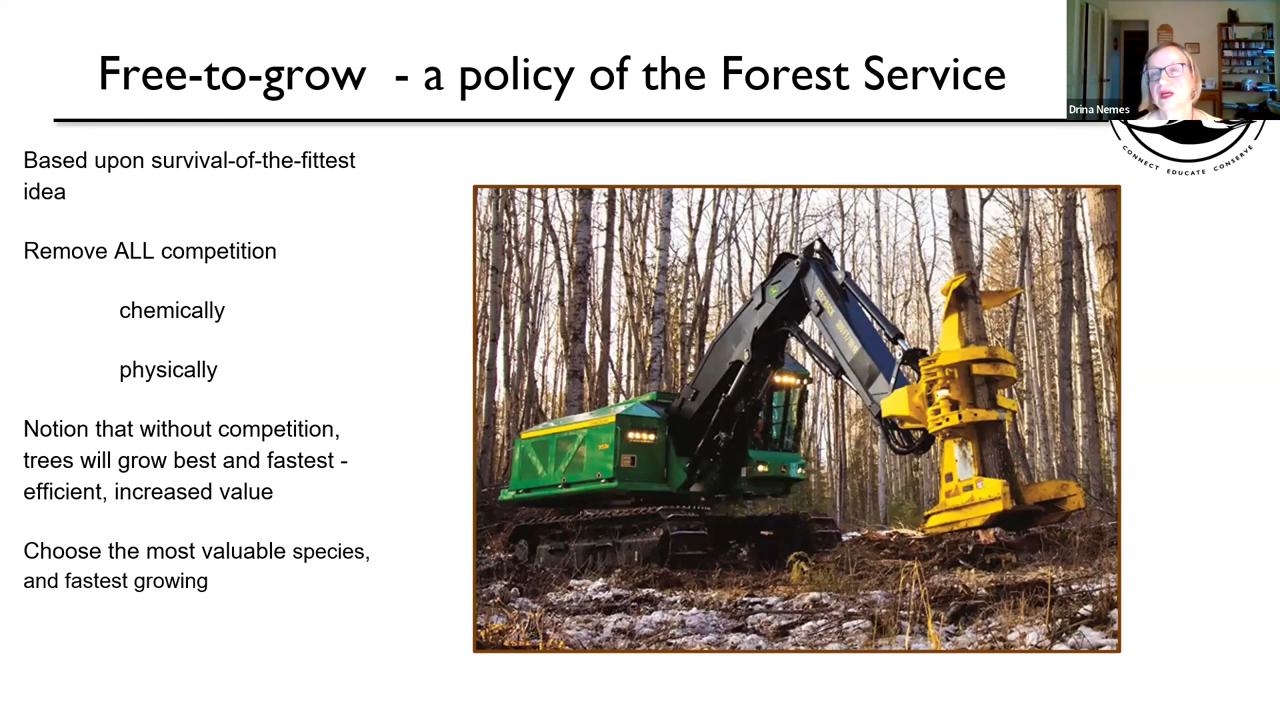 Free-to-grow - a policy of the Forest Service
Drina Nemes
CONNECT EDUCATE CONSERVE
Based upon survival-of-the-fittest
idea
Remove ALL competition
chemically
physically
Notion that without competition,
trees will grow best and fastest -
efficient, increased value
Choose the most valuable species,
and fastest growing